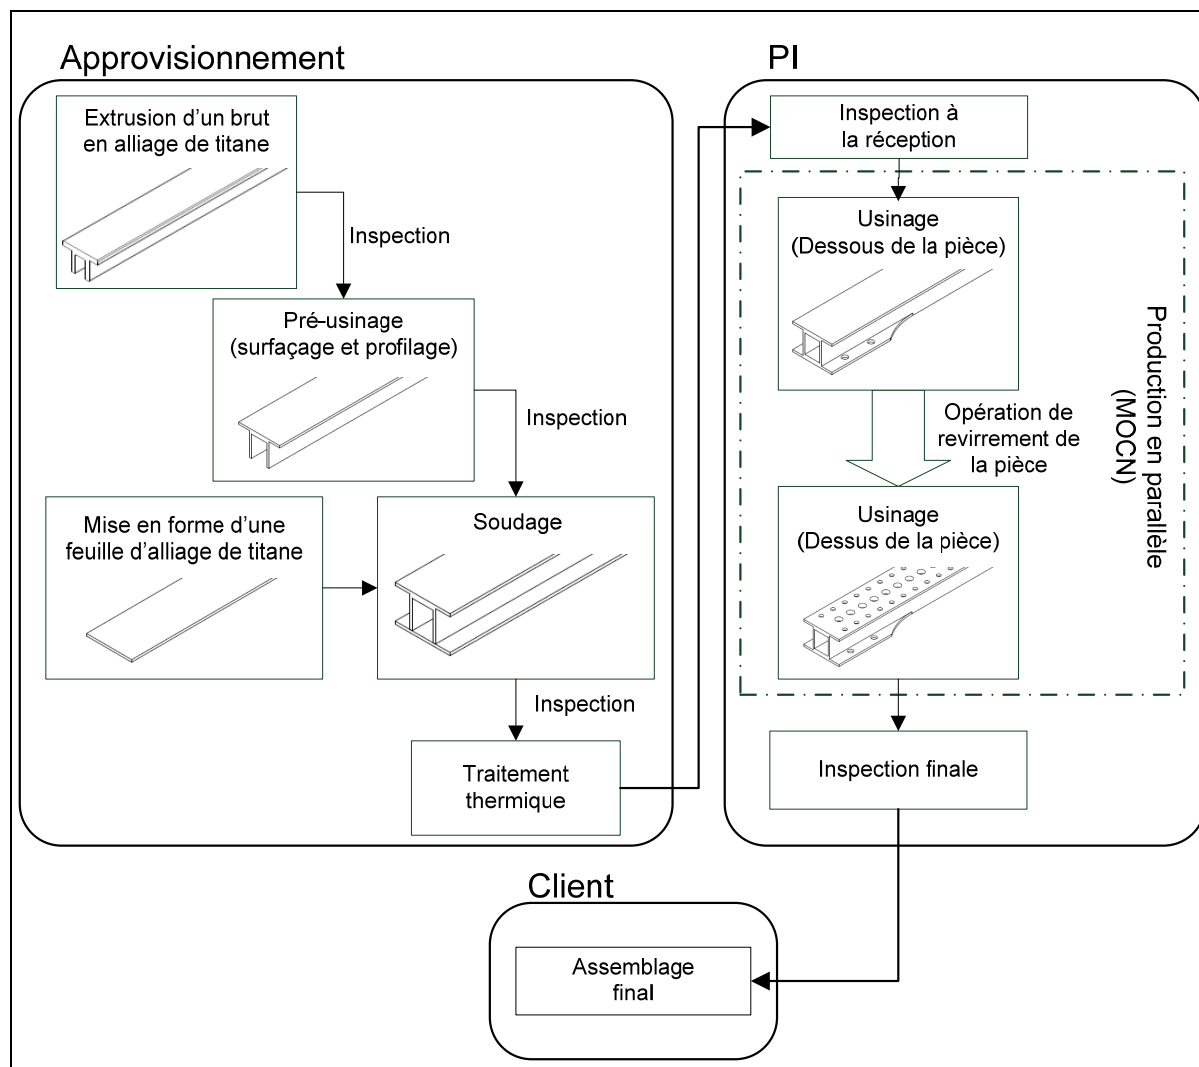 Approvisionnement
Extrusion d'un brut
en alliage de titane
Inspection
Pré-usinage
(surfaçage et profilage)
Inspection
Mise en forme d'une
feuille d'alliage de titane
Soudage
Inspection
Traitement
thermique
PI
Inspection à
la réception
Usinage
(Dessous de la pièce)
Opération de
revirrement de
la pièce
Usinage
(Dessus de la pièce)
Production en parallèle
(MOCN)
Inspection finale
Client
Assemblage
final